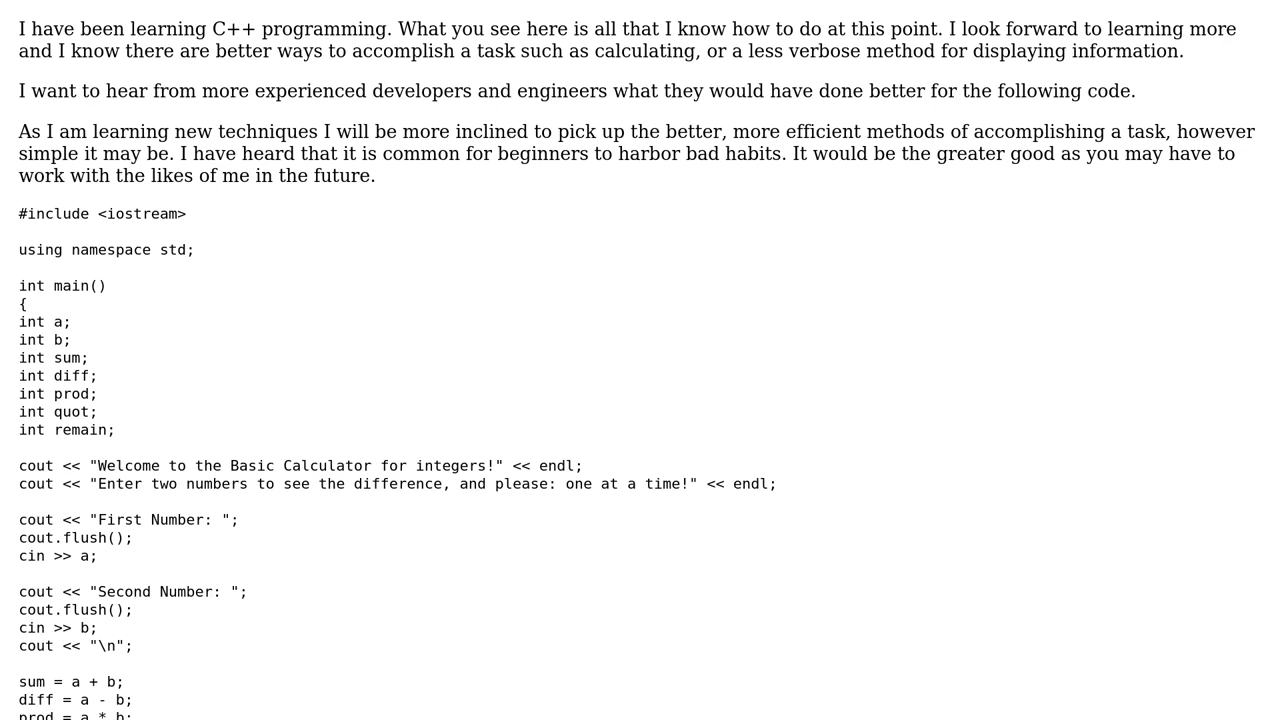 I have been learning C++ programming. What you see here is all that I know how to do at this point. I look forward to learning more
and I know there are better ways to accomplish a task such as calculating, or a less verbose method for displaying information.
I want to hear from more experienced developers and engineers what they would have done better for the following code.
As I am learning new techniques I will be more inclined to pick up the better, more efficient methods of accomplishing a task, however
simple it may be. I have heard that it is common for beginners to harbor bad habits. It would be the greater good as you may have to
work with the likes of me in the future.
#include <iostream>
using namespace std;
int main()
{
int a;
int b;
int sum;
int diff;
int prod;
int quot;
int remain;
cout << "Welcome to the Basic Calculator for integers!" << endl;
cout << "Enter two numbers to see the difference, and please: one at a time!" << endl;
cout << "First Number: ";
cout.flush();
cin >> a;
cout << "Second Number: ";
cout.flush();
cin >> b;
cout << "\n";
sum = a + b;
diff = a - b;
prod = a * b;